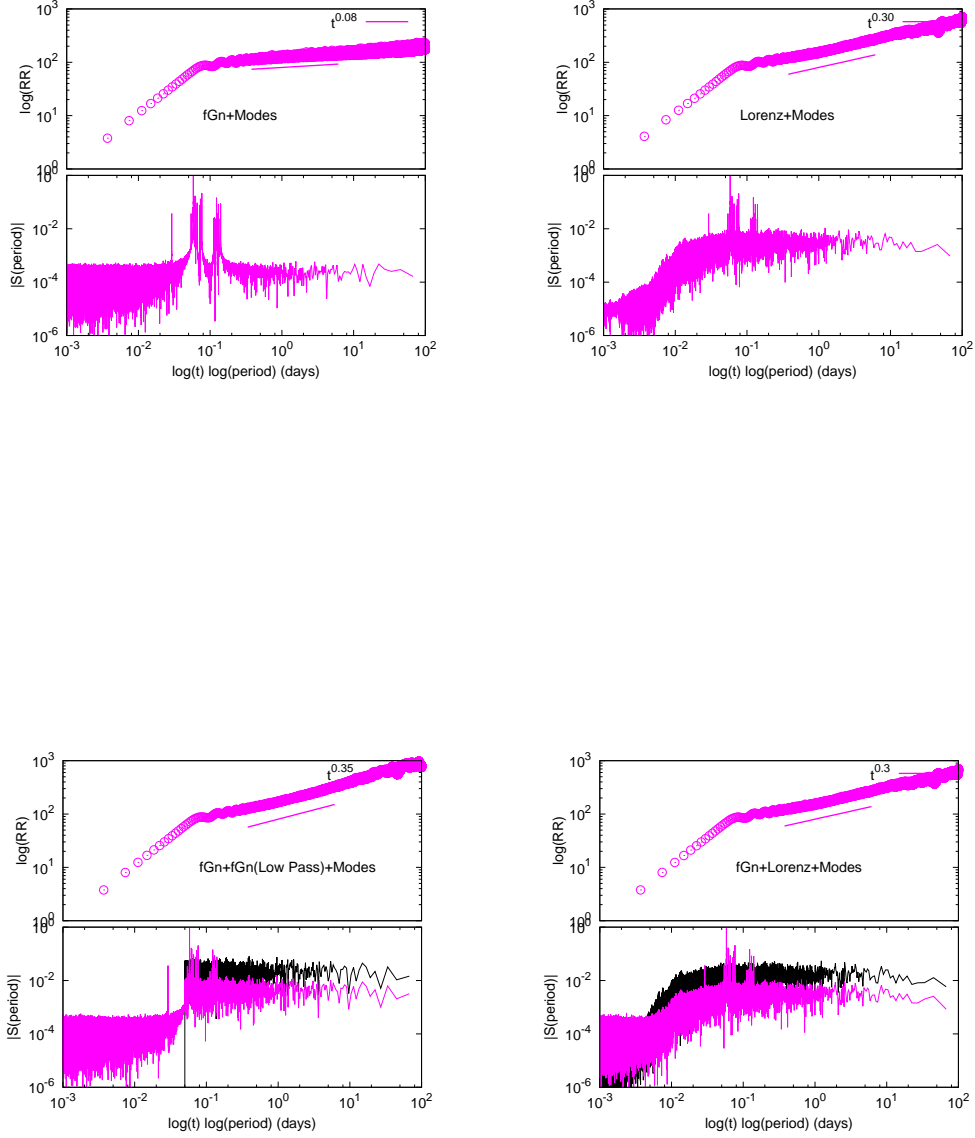 log(RR)
10^3
10^2
10^1
10^0
t^0.08
fGn+Modes
|S(period)|
10^0
10^-2
10^-4
10^-6
10^-3 10^-2 10^-1 10^0 10^1 10^2
log(t) log(period) (days)
log(RR)
10^3
10^2
10^1
10^0
t^0.30
Lorenz+Modes
|S(period)|
10^0
10^-2
10^-4
10^-6
10^-3 10^-2 10^-1 10^0 10^1 10^2
log(t) log(period) (days)
log(RR)
10^3
10^2
10^1
10^0
t^0.35
fGn+fGn(Low Pass)+Modes
|S(period)|
10^0
10^-2
10^-4
10^-6
10^-3 10^-2 10^-1 10^0 10^1 10^2
log(t) log(period) (days)
log(RR)
10^3
10^2
10^1
10^0
t^0.3
fGn+Lorenz+Modes
|S(period)|
10^0
10^-2
10^-4
10^-6
10^-3 10^-2 10^-1 10^0 10^1 10^2
log(t) log(period) (days)